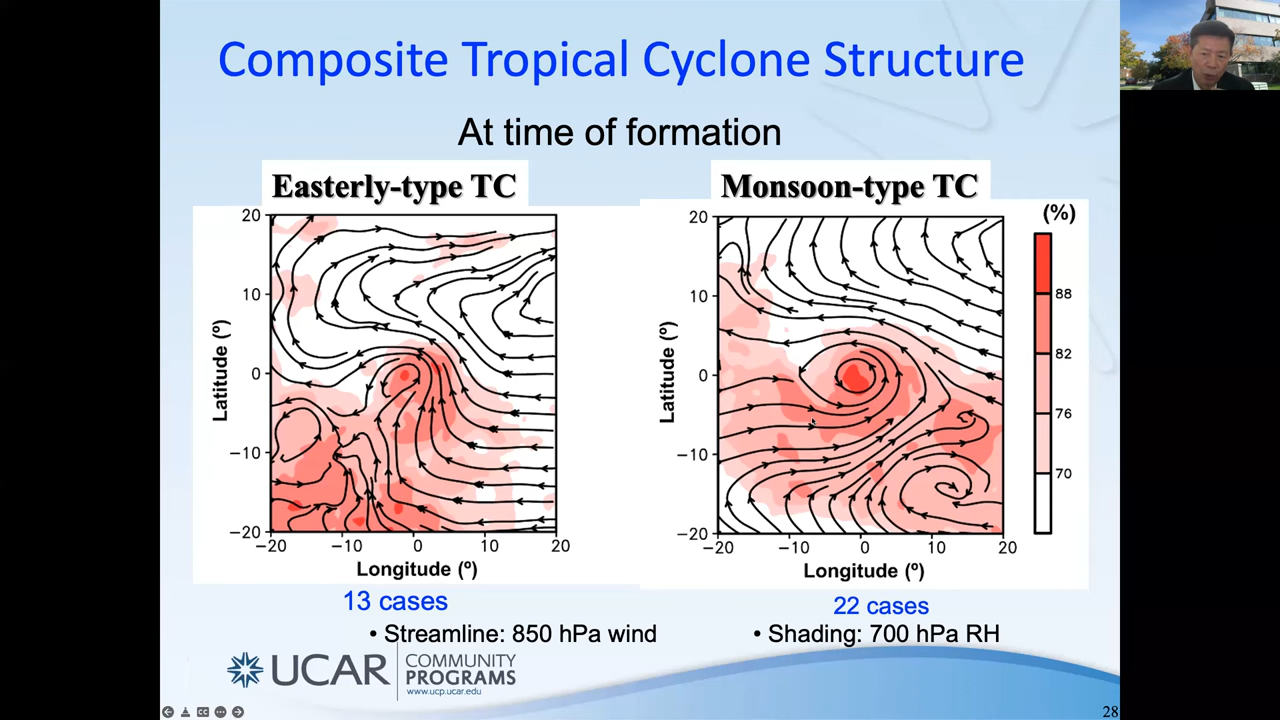 Composite Tropical Cyclone Structure
At time of formation
Easterly-type TC
Monsoon-type TC
(%)
20
10
0
−10
−20
Latitude (º)
−20
−10
0
10
20
Longitude (º)
20
10
0
−10
−20
Latitude (º)
−20
−10
0
10
20
Longitude (º)
88
82
76
70
13 cases
22 cases
• Streamline: 850 hPa wind
• Shading: 700 hPa RH
UCAR
COMMUNITY
PROGRAMS
www.ucp.ucar.edu
CC
28